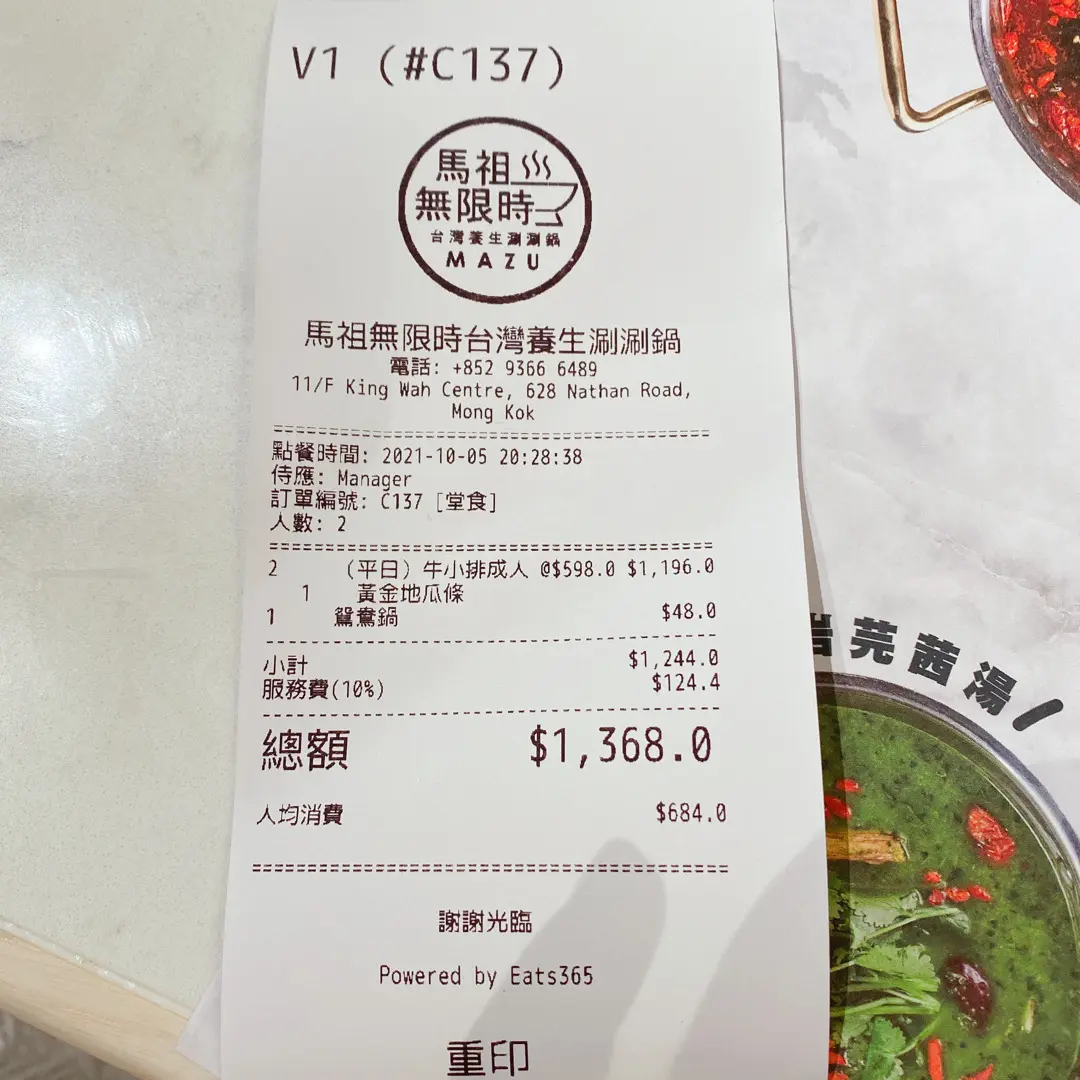 V1 (#C137)
馬祖
無限時
台灣養生涮涮鍋
MAZU
馬祖無限時台灣養生涮涮鍋
電話: +852 9366 6489
11/F King Wah Centre, 628 Nathan Road,
Mong Kok
點餐時間: 2021-10-05 20:28:38
侍應: Manager
訂單編號: C137 [堂食]
人數: 2
2 (平日) 牛小排成人 @$598.0 $1,196.0
1 黃金地瓜條
1 鴛鴦鍋 $48.0
小計 $1,244.0
服務費(10%) $124.4
總額 $1,368.0
人均消費 $684.0
謝謝光臨
Powered by Eats365
重印
芫茜湯